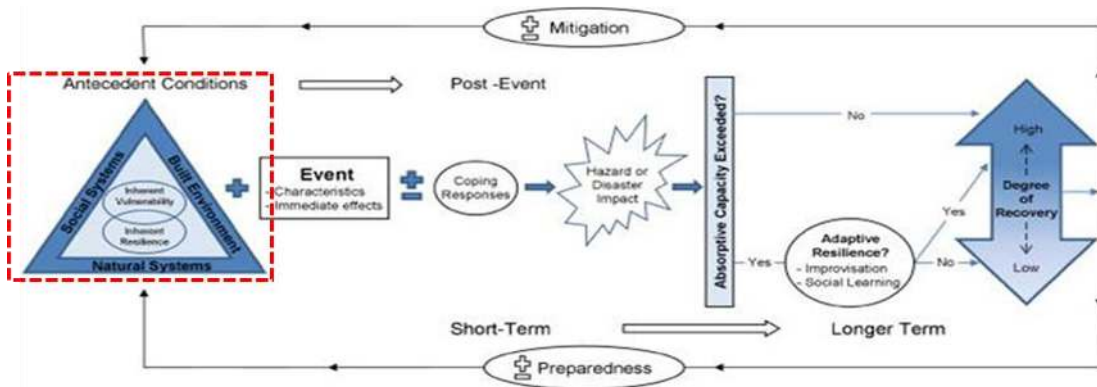 ± Mitigation
Antecedent Conditions
Post -Event
Social Systems
Built Environment
Natural Systems
Inherent
Vulnerability
Inherent
Resilience
+
Event
- Characteristics
- Immediate effects
±
Coping
Responses
Hazard or
Disaster
Impact
Absorptive Capacity Exceeded?
No
Yes
Adaptive
Resilience?
- Improvisation
- Social Learning
Yes
No
High
Degree of
Recovery
Low
Short-Term
Longer Term
± Preparedness